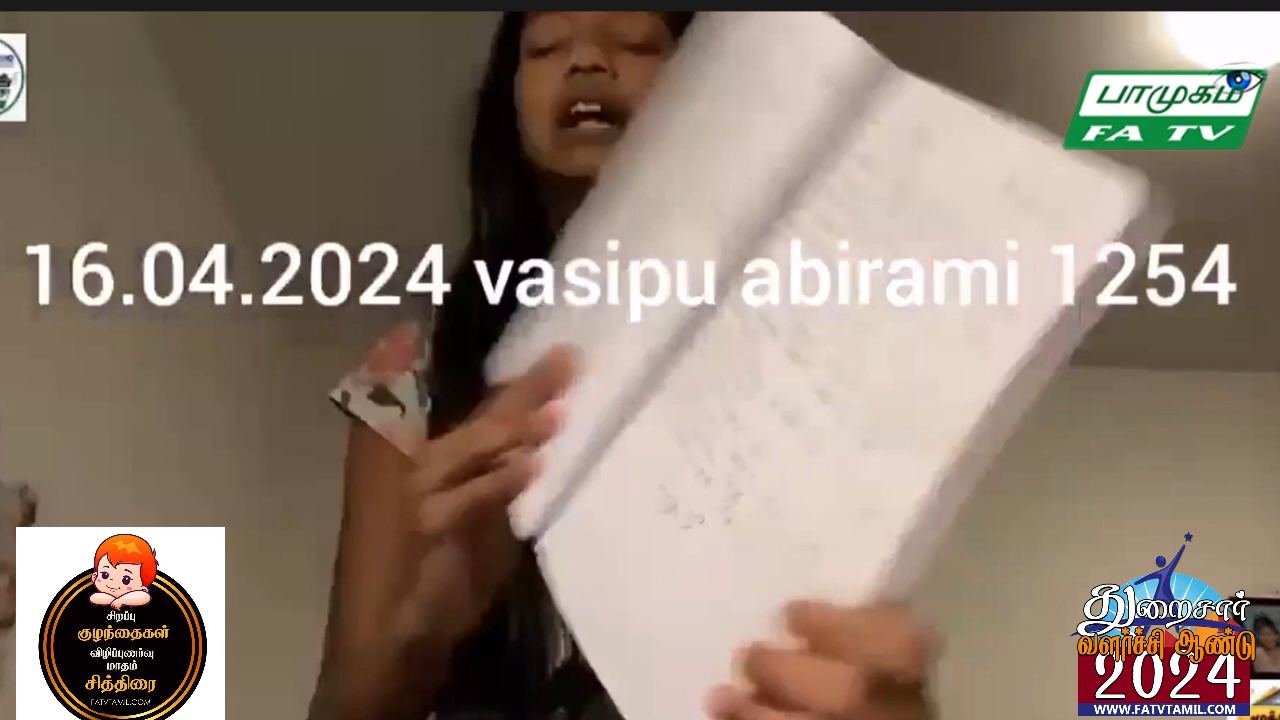 பாமுகம்
FA TV
16.04.2024 vasipu abirami 1254
சிறப்பு
குழந்தைகள்
விழிப்புணர்வு
மாதம்
சித்திரை
FATVTAMIL.COM
துறைசார்
வளர்ச்சி ஆண்டு
2024
WWW.FATVTAMIL.COM